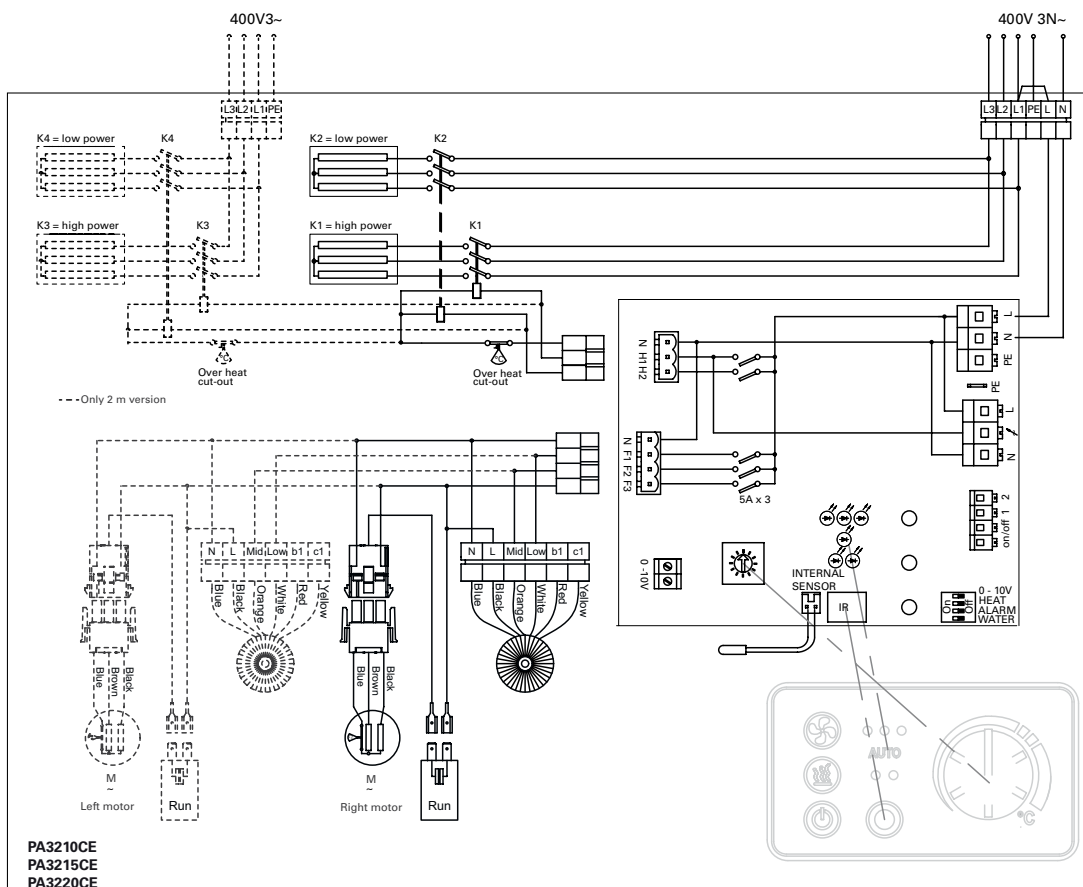 400V3~
400V 3N~
L3 L2 L1 PE
L3 L2 L1 PE L N
K4 = low power
K4
K2 = low power
K2
K3 = high power
K3
K1 = high power
K1
Over heat
cut-out
°C
Over heat
cut-out
°C
--- Only 2 m version
N H1 H2
L N PE
PE
L N
N F1 F2 F3
5A x 3
on/off 1 2
0 -10V
INTERNAL
SENSOR
IR
On Off
0 - 10V
HEAT
ALARM
WATER
N L Mid Low b1 c1
Blue Black Orange White Red Yellow
N L Mid Low b1 c1
Blue Black Orange White Red Yellow
Blue Brown Black
Blue Brown Black
M
~
Left motor
Run
M
~
Right motor
Run
AUTO
°C
PA3210CE
PA3215CE
PA3220CE